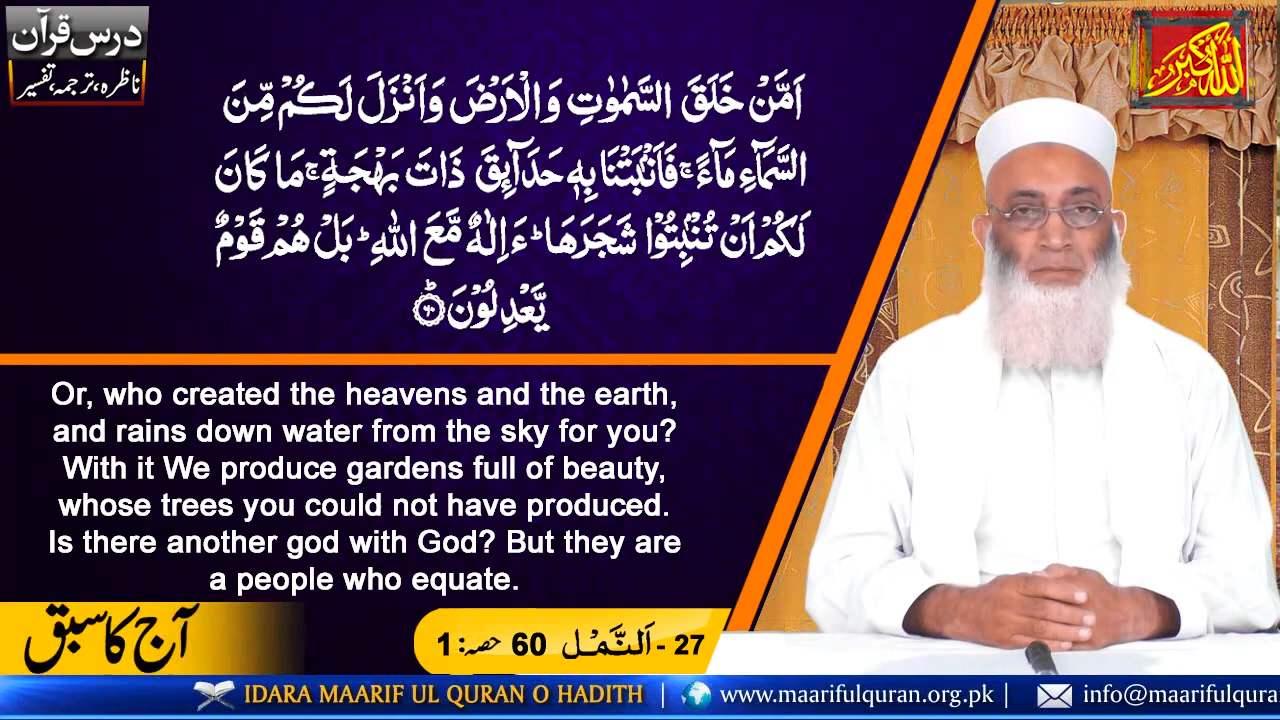 درس قرآن
ناظرہ، ترجمہ، تفسیر
اللہ اکبر
اَمَّنْ خَلَقَ السَّمٰوٰتِ وَالْاَرْضَ وَاَنْزَلَ لَكُمْ مِّنَ
السَّمَآءِ مَآءً ۚ فَاَنْۢبَتْنَا بِهٖ حَدَآئِقَ ذَاتَ بَهْجَةٍ ۚ مَا كَانَ
لَكُمْ اَنْ تُنْۢبِتُوْا شَجَرَهَا ؕ ءَاِلٰهٌ مَّعَ اللّٰهِ ؕ بَلْ هُمْ قَوْمٌ
يَّعْدِلُوْنَ ؕ ﴿۶۰﴾
Or, who created the heavens and the earth,
and rains down water from the sky for you?
With it We produce gardens full of beauty,
whose trees you could not have produced.
Is there another god with God? But they are
a people who equate.
آج کا سبق
27 - اَلنَّمْل 60 حصہ: 1
IDARA MAARIF UL QURAN O HADITH | www.maarifulquran.org.pk | info@maarifulqura